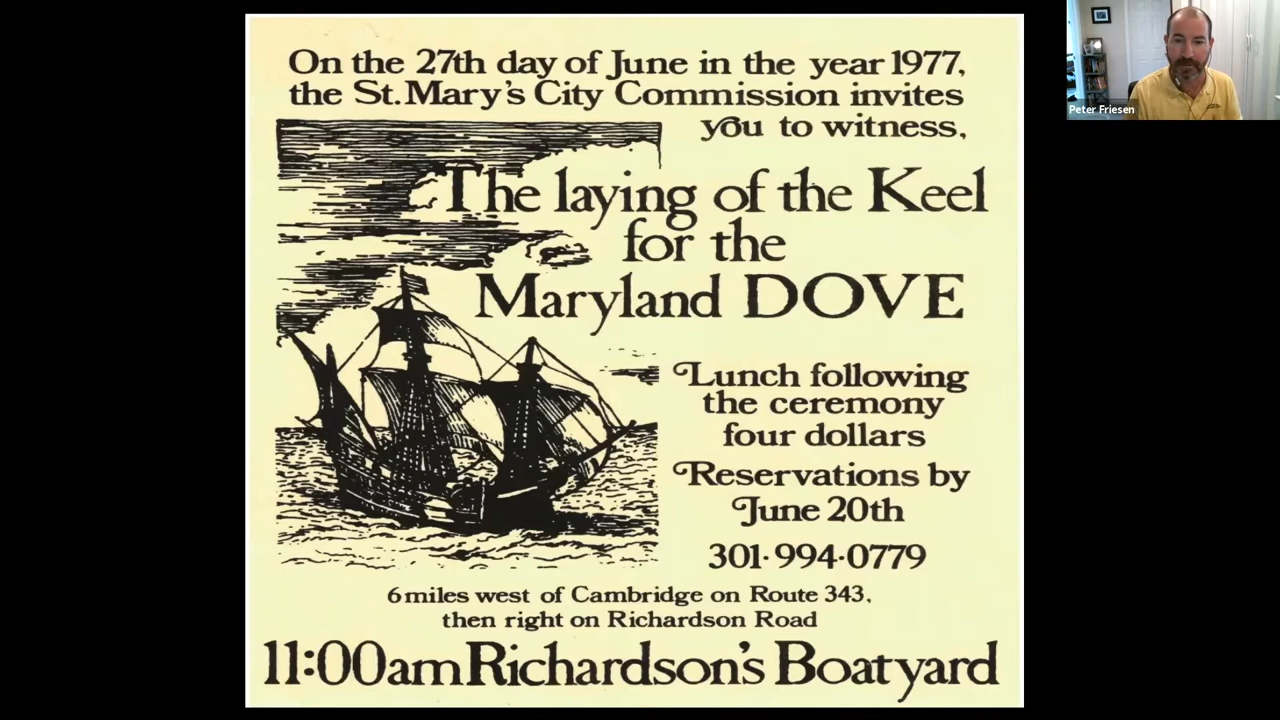 On the 27th day of June in the year 1977,
the St. Mary's City Commission invites
you to witness,
The laying of the Keel
for the
Maryland DOVE
Lunch following
the ceremony
four dollars
Reservations by
June 20th
301·994·0779
6 miles west of Cambridge on Route 343,
then right on Richardson Road
11:00am Richardson's Boatyard
Peter Friesen